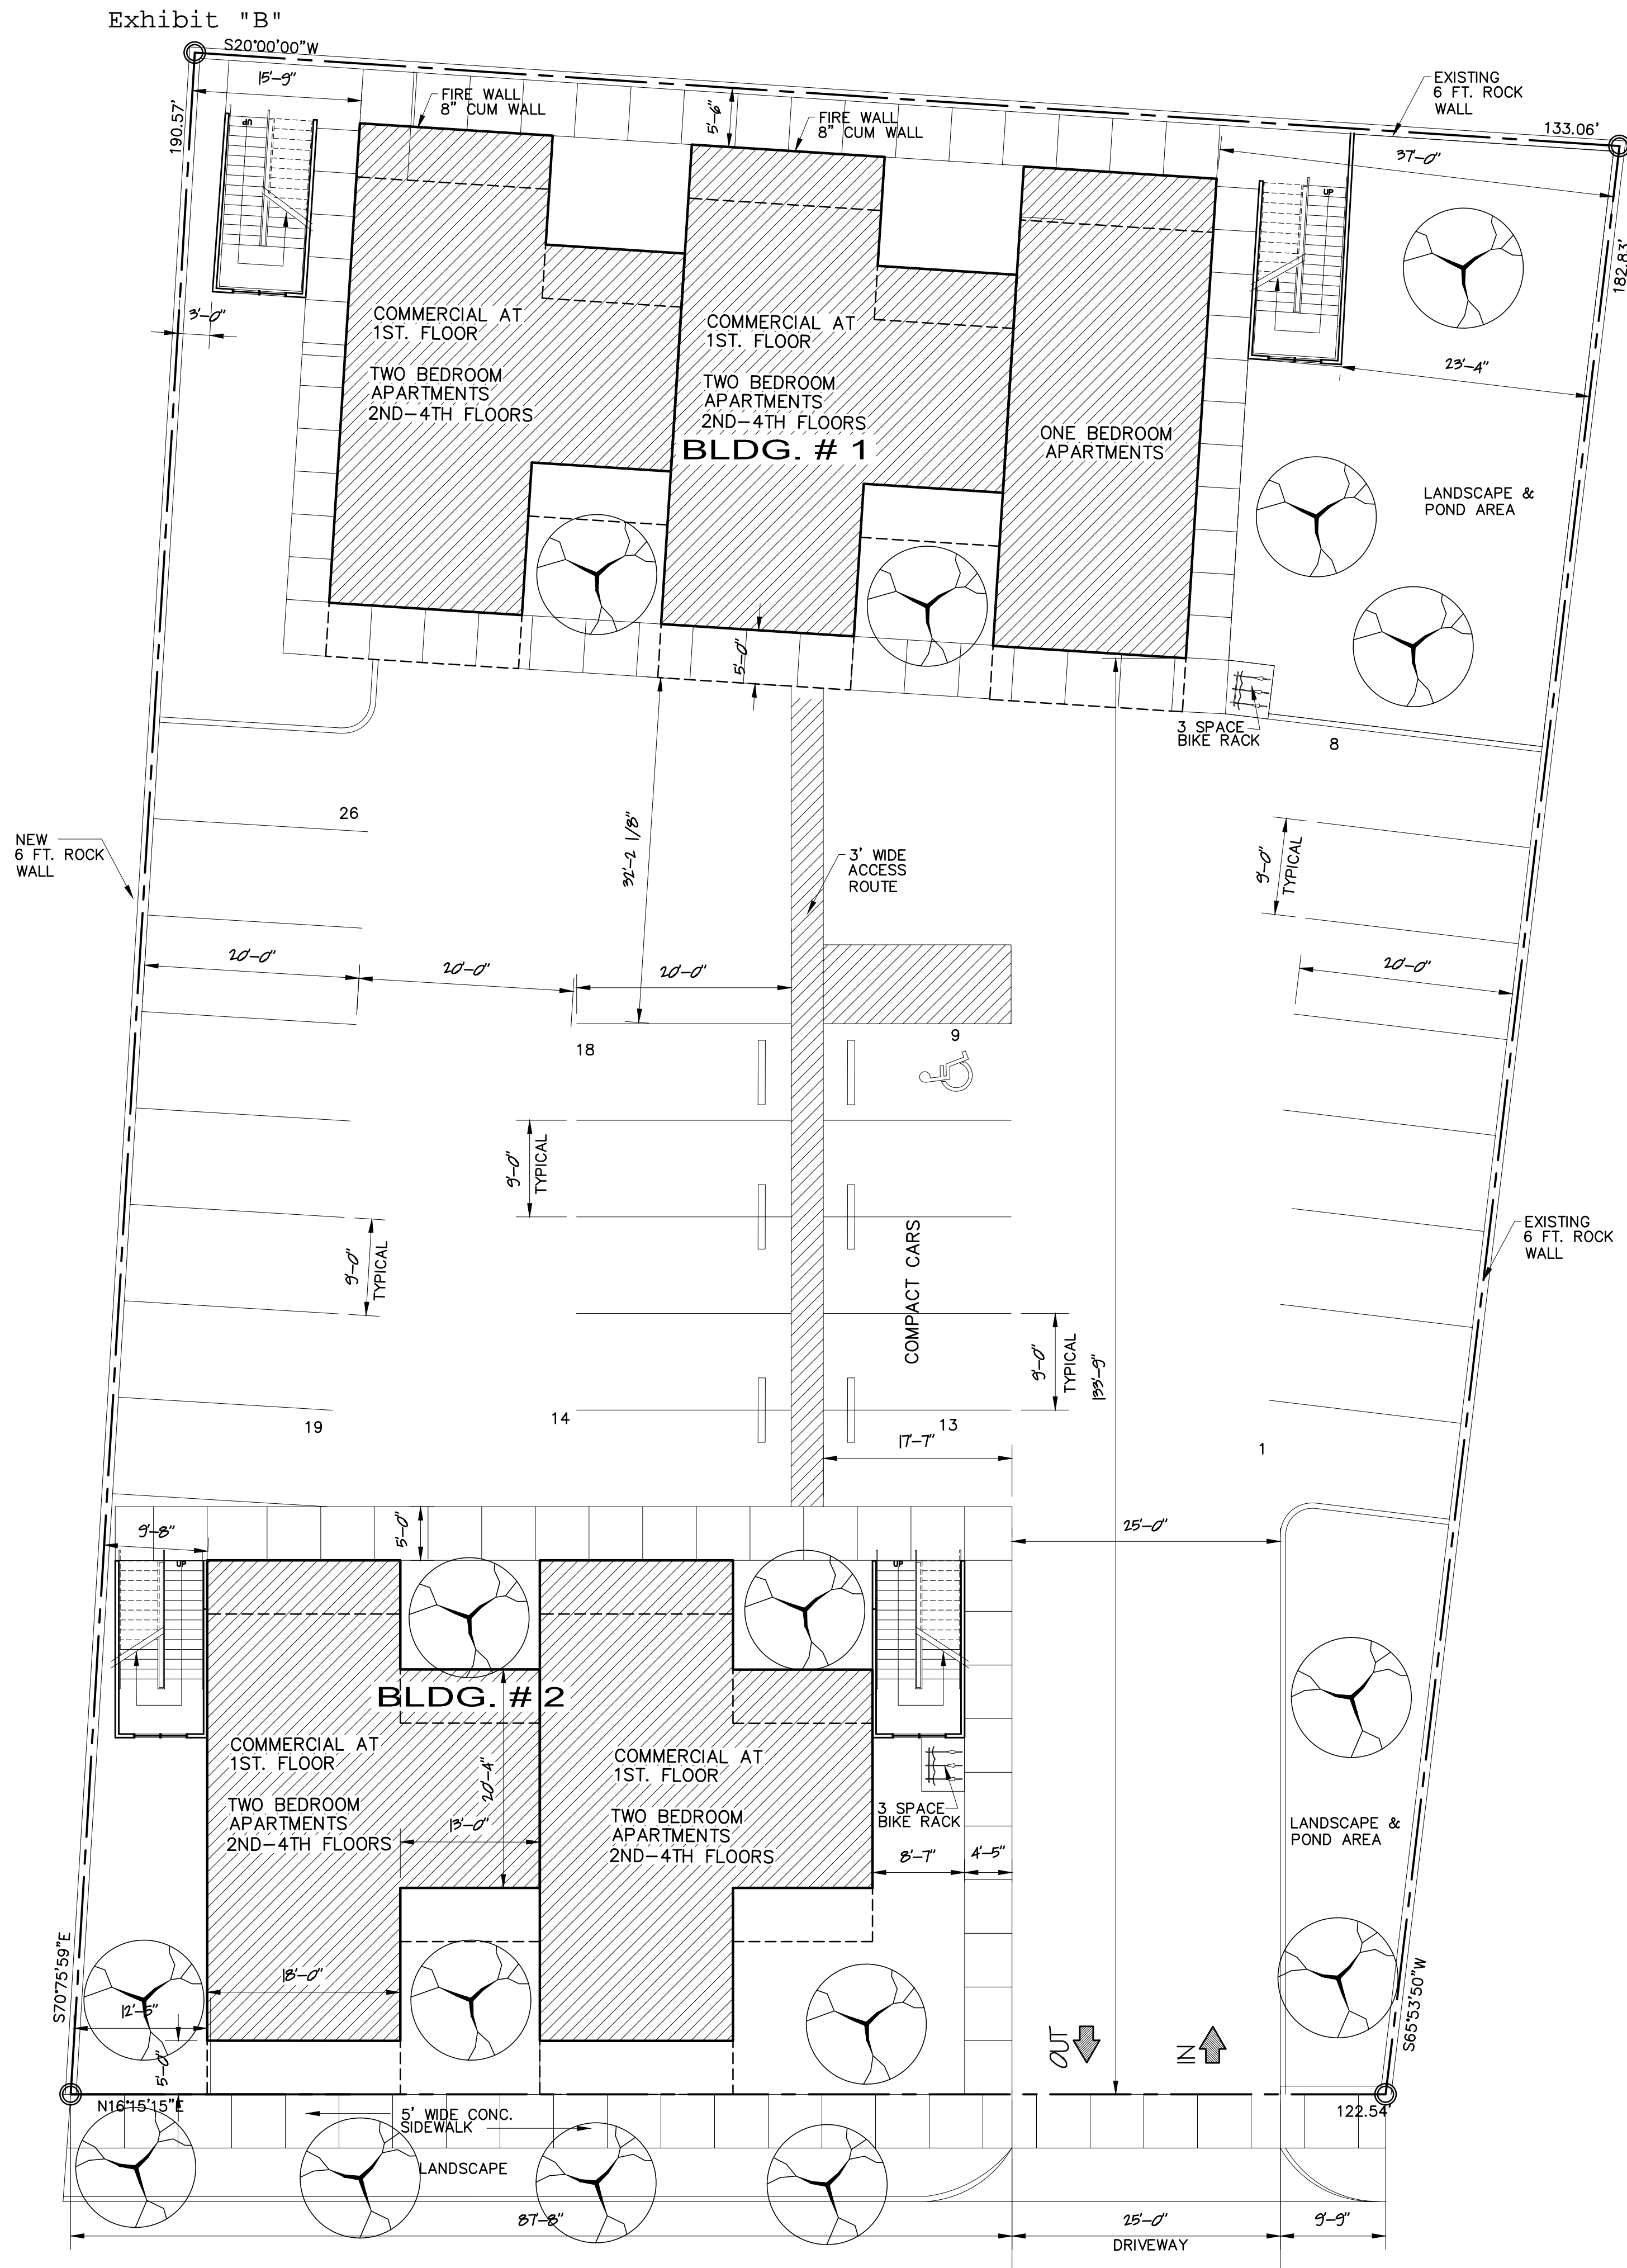 Exhibit "B"
S20°00'00"W
15'-9"
190.57'
FIRE WALL
8" CUM WALL
5'-6"
FIRE WALL
8" CUM WALL
EXISTING
6 FT. ROCK
WALL
133.06'
37'-0"
UP
UP
182.83'
3'-0"
23'-4"
COMMERCIAL AT
1ST. FLOOR
TWO BEDROOM
APARTMENTS
2ND-4TH FLOORS
COMMERCIAL AT
1ST. FLOOR
TWO BEDROOM
APARTMENTS
2ND-4TH FLOORS
BLDG. # 1
ONE BEDROOM
APARTMENTS
LANDSCAPE &
POND AREA
5'-0"
3 SPACE
BIKE RACK
8
26
NEW
6 FT. ROCK
WALL
32'-2 1/8"
3' WIDE
ACCESS
ROUTE
9'-0"
TYPICAL
20'-0"
20'-0"
20'-0"
20'-0"
18
9
9'-0"
TYPICAL
9'-0"
TYPICAL
COMPACT CARS
EXISTING
6 FT. ROCK
WALL
9'-0"
TYPICAL
133'-9"
19
14
13
17'-7"
1
9'-8"
5'-0"
25'-0"
UP
UP
BLDG. # 2
COMMERCIAL AT
1ST. FLOOR
TWO BEDROOM
APARTMENTS
2ND-4TH FLOORS
20'-4"
13'-0"
COMMERCIAL AT
1ST. FLOOR
TWO BEDROOM
APARTMENTS
2ND-4TH FLOORS
3 SPACE
BIKE RACK
8'-7"
4'-5"
LANDSCAPE &
POND AREA
S70°75'59"E
18'-0"
12'-5"
5'-0"
OUT
IN
S65°53'50"W
N16°15'15"E
122.54'
5' WIDE CONC.
SIDEWALK
LANDSCAPE
87'-8"
25'-0"
DRIVEWAY
9'-9"